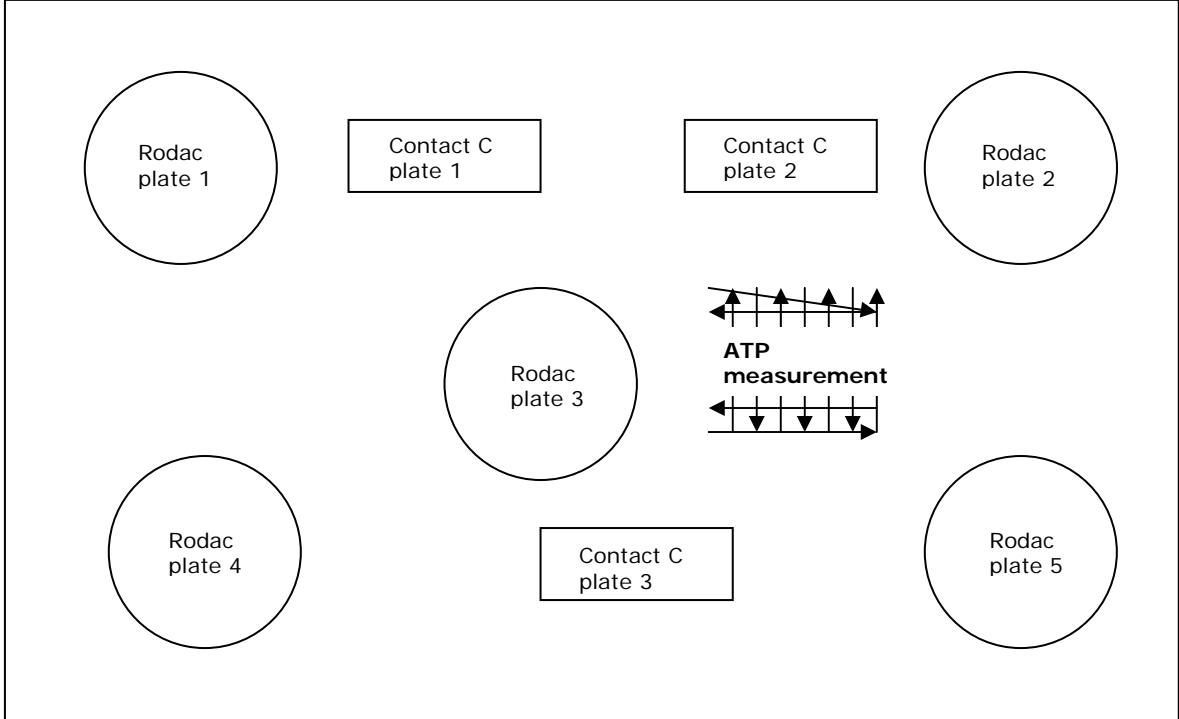 Rodac
plate 1
Contact C
plate 1
Contact C
plate 2
Rodac
plate 2
Rodac
plate 3
ATP
measurement
Rodac
plate 4
Contact C
plate 3
Rodac
plate 5